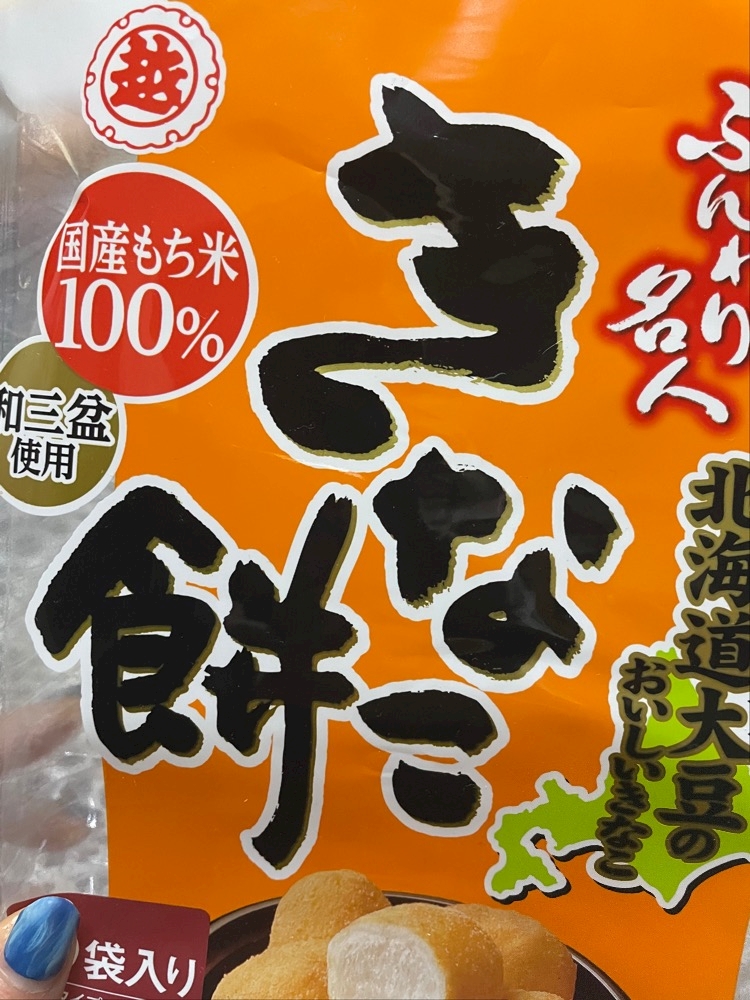 越
国産もち米
100%
和三盆
使用
ふんわり
名人
きなこ
餅
北海道大豆の
おいしいきなこ
袋入り